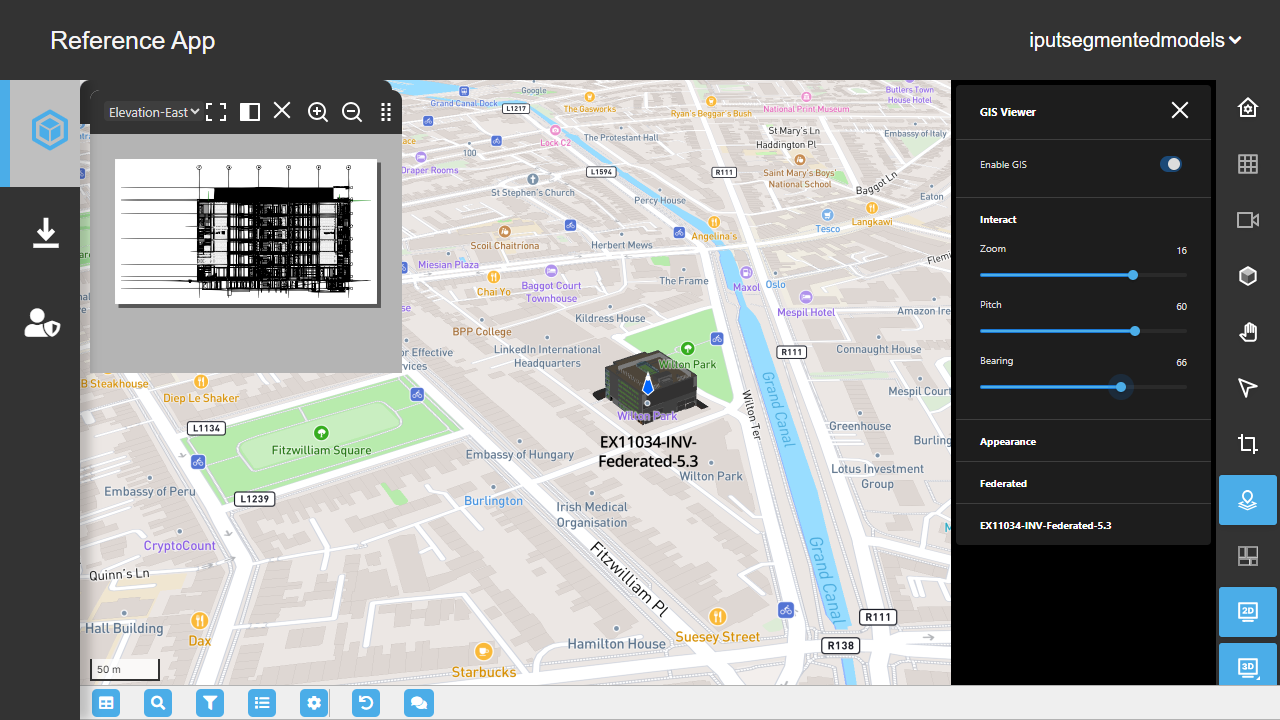 Reference App
iputsegmentedmodels
Elevation-East
GIS Viewer
Enable GIS
Interact
Zoom
16
Pitch
60
Bearing
66
Appearance
Federated
EX11034-INV-Federated-5.3
Google
Grand Canal Dock
L1217
The Gasworks
Ryan's Beggar's Bush
National Print Museum
Butlers Town
House Hotel
Lock C2
The Protestant Hall
St Mary's Ln
Haddington Pl
Embassy of Italy
100
Draper Rooms
L1594
R111
Saint Mary's Boys'
National School
Baggot Ln
St Stephen's Church
Percy House
Langkawi
Tesco
Angelina's
Scoil Chaitriona
Herbert Mews
Eaton
Miesian Plaza
Chai Yo
Baggot Court
Townhouse
The Frame
Maxol
Oslo
Mespil Hotel
Kildress House
Amazon Ire
BPP College
LinkedIn International
Headquarters
or Effective
rvices
R111
Connaught House
Wilton Park
Grand Canal
Mespil Court
B Steakhouse
Diep Le Shaker
Wilton Park
Wilton Ter
Greenhouse
L1134
EX11034-INV-
Federated-5.3
Burling
Fitzwilliam Square
Embassy of Hungary
Wilton Park
Lotus Investment
Group
Embassy of Peru
L1239
Burlington
Irish Medical
Organisation
CryptoCount
Fitzwilliam Pl
Grand Canal
Quinn's Ln
Hall Building
Dax
Hamilton House
Suesey Street
R111
R138
Starbucks
50 m
2D
3D